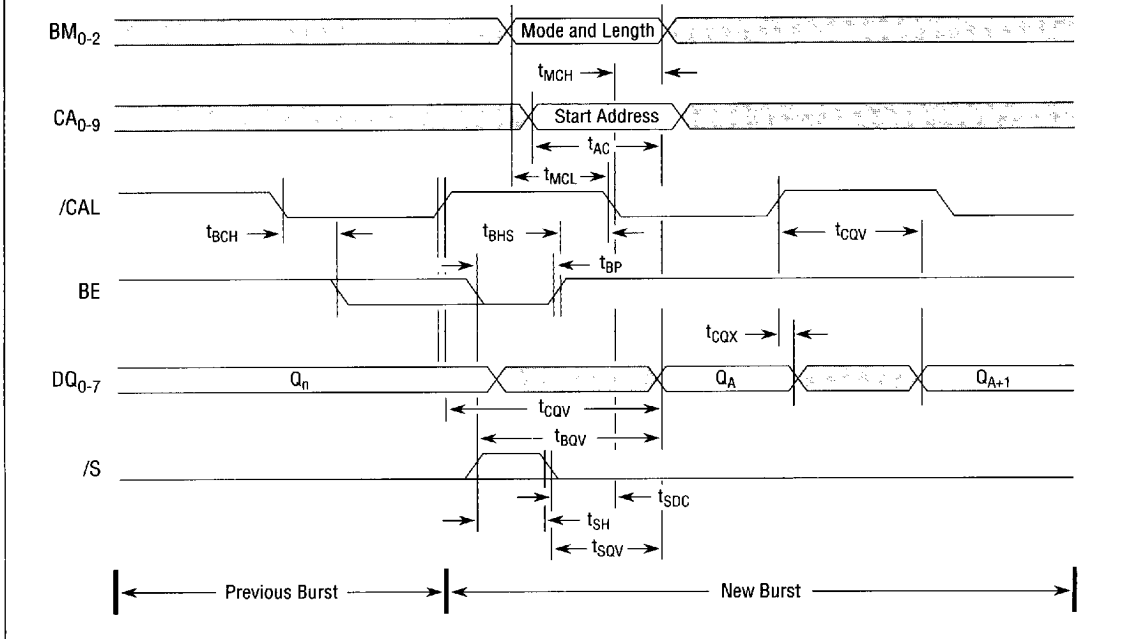 BM0-2 Mode and Length
tMCH
CA0-9 Start Address
tAC
tMCL
/CAL
tBCH tBHS tCQV
tBP
BE
tCQX
DQ0-7 Qn QA QA+1
tCQV
tBQV
/S
tSDC
tSH
tSQV
Previous Burst New Burst